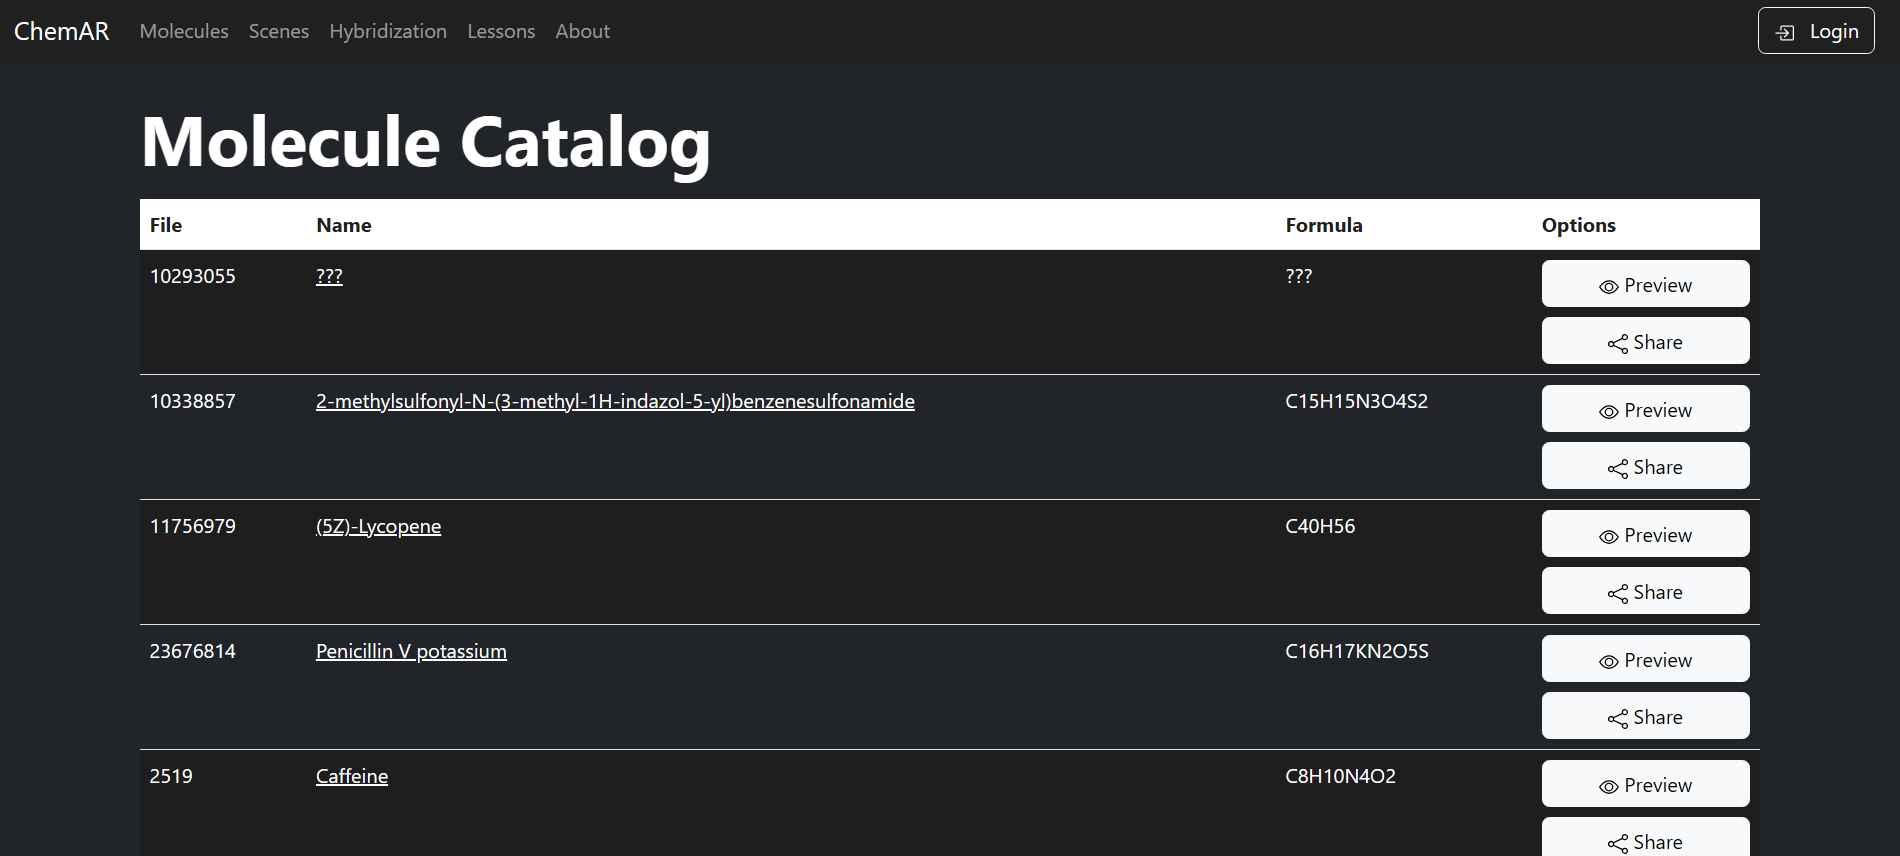 ChemAR Molecules Scenes Hybridization Lessons About Login
Molecule Catalog
File Name Formula Options
10293055 ??? ??? Preview
Share
10338857 2-methylsulfonyl-N-(3-methyl-1H-indazol-5-yl)benzenesulfonamide C15H15N3O4S2 Preview
Share
11756979 (5Z)-Lycopene C40H56 Preview
Share
23676814 Penicillin V potassium C16H17KN2O5S Preview
Share
2519 Caffeine C8H10N4O2 Preview
Share